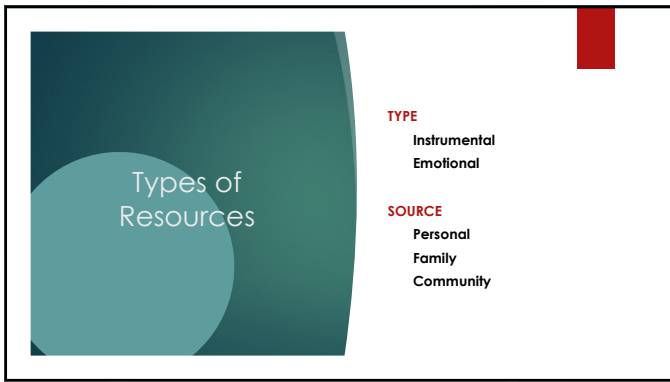 Types of
Resources
TYPE
Instrumental
Emotional
SOURCE
Personal
Family
Community